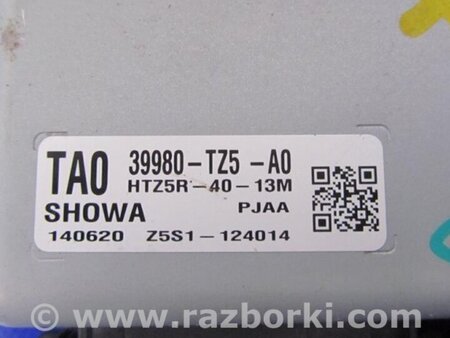 TA0 39980-TZ5 -A0
HTZ5R-40-13M
SHOWA PJAA
140620 Z5S1-124014
www.razborki.com